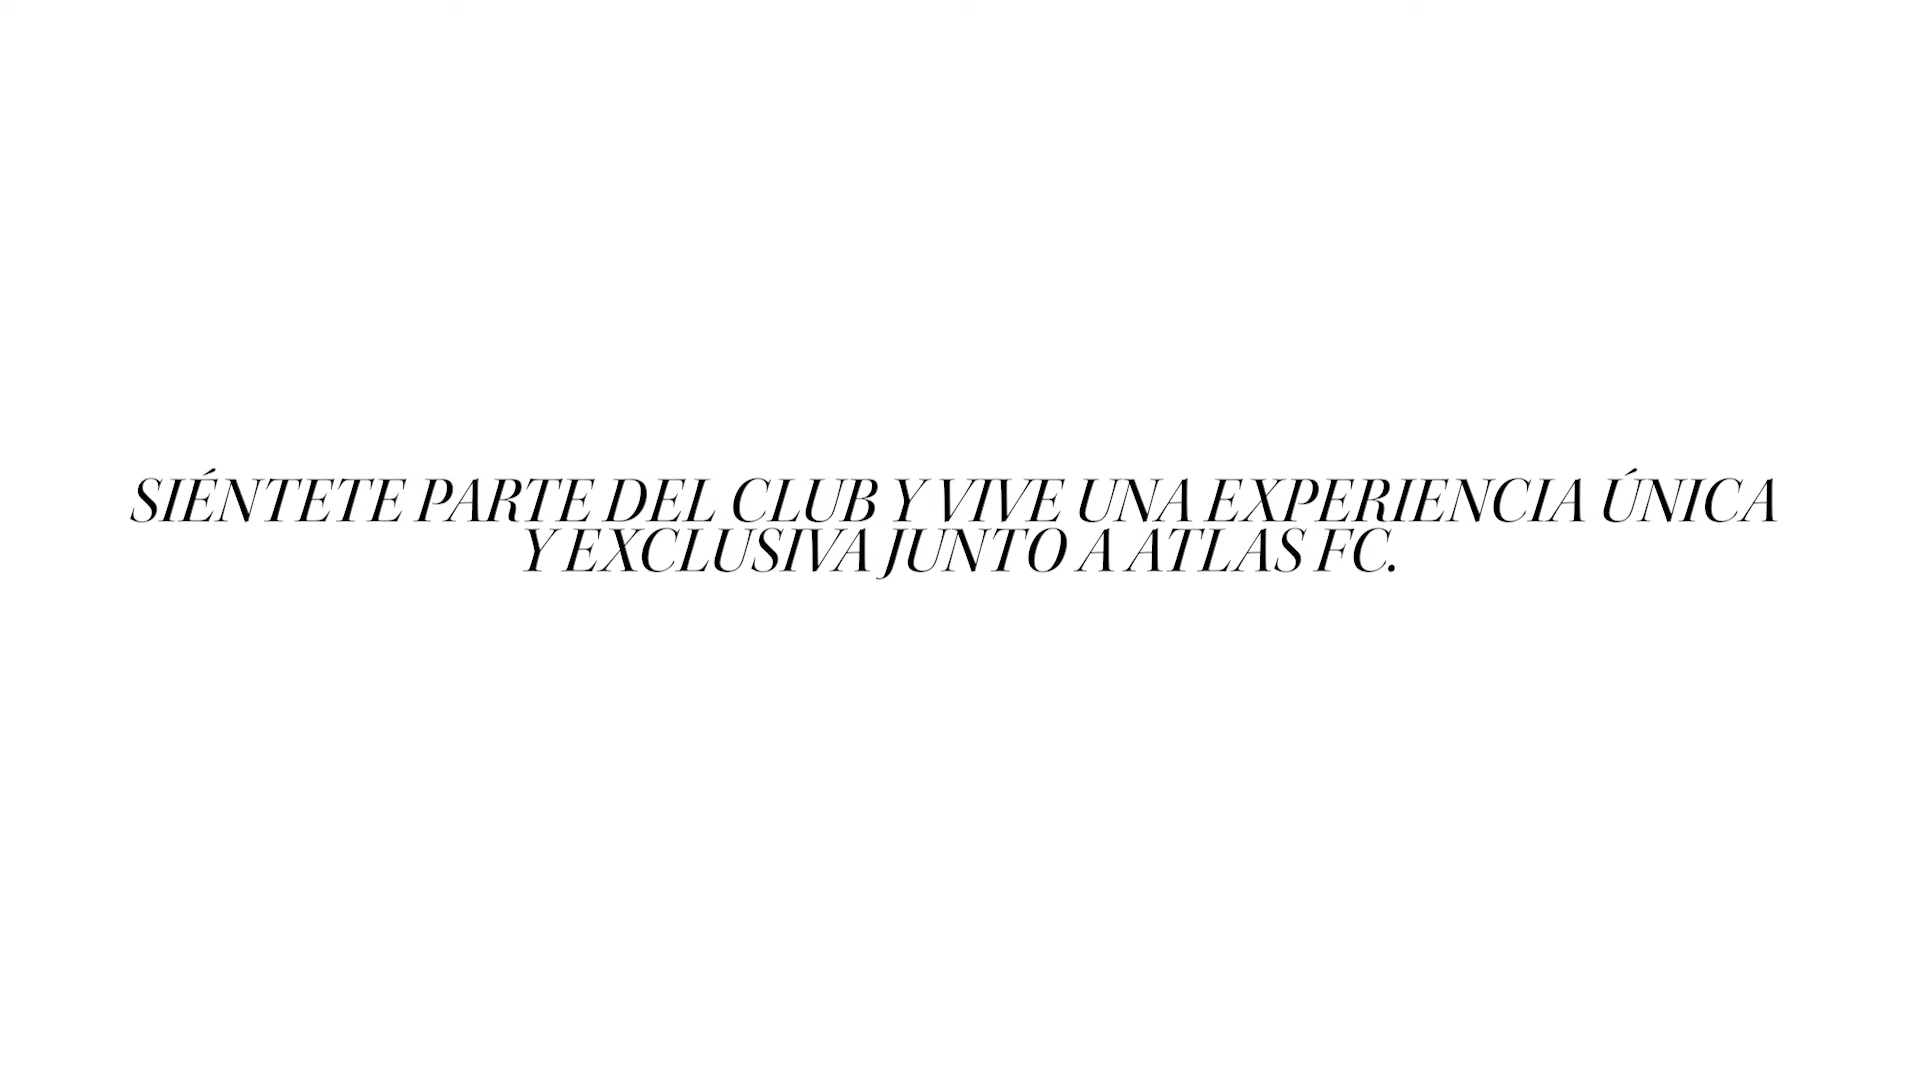 SIÉNTETE PARTE DEL CLUB Y VIVE UNA EXPERIENCIA ÚNICA
Y EXCLUSIVA JUNTO A ATLAS FC.